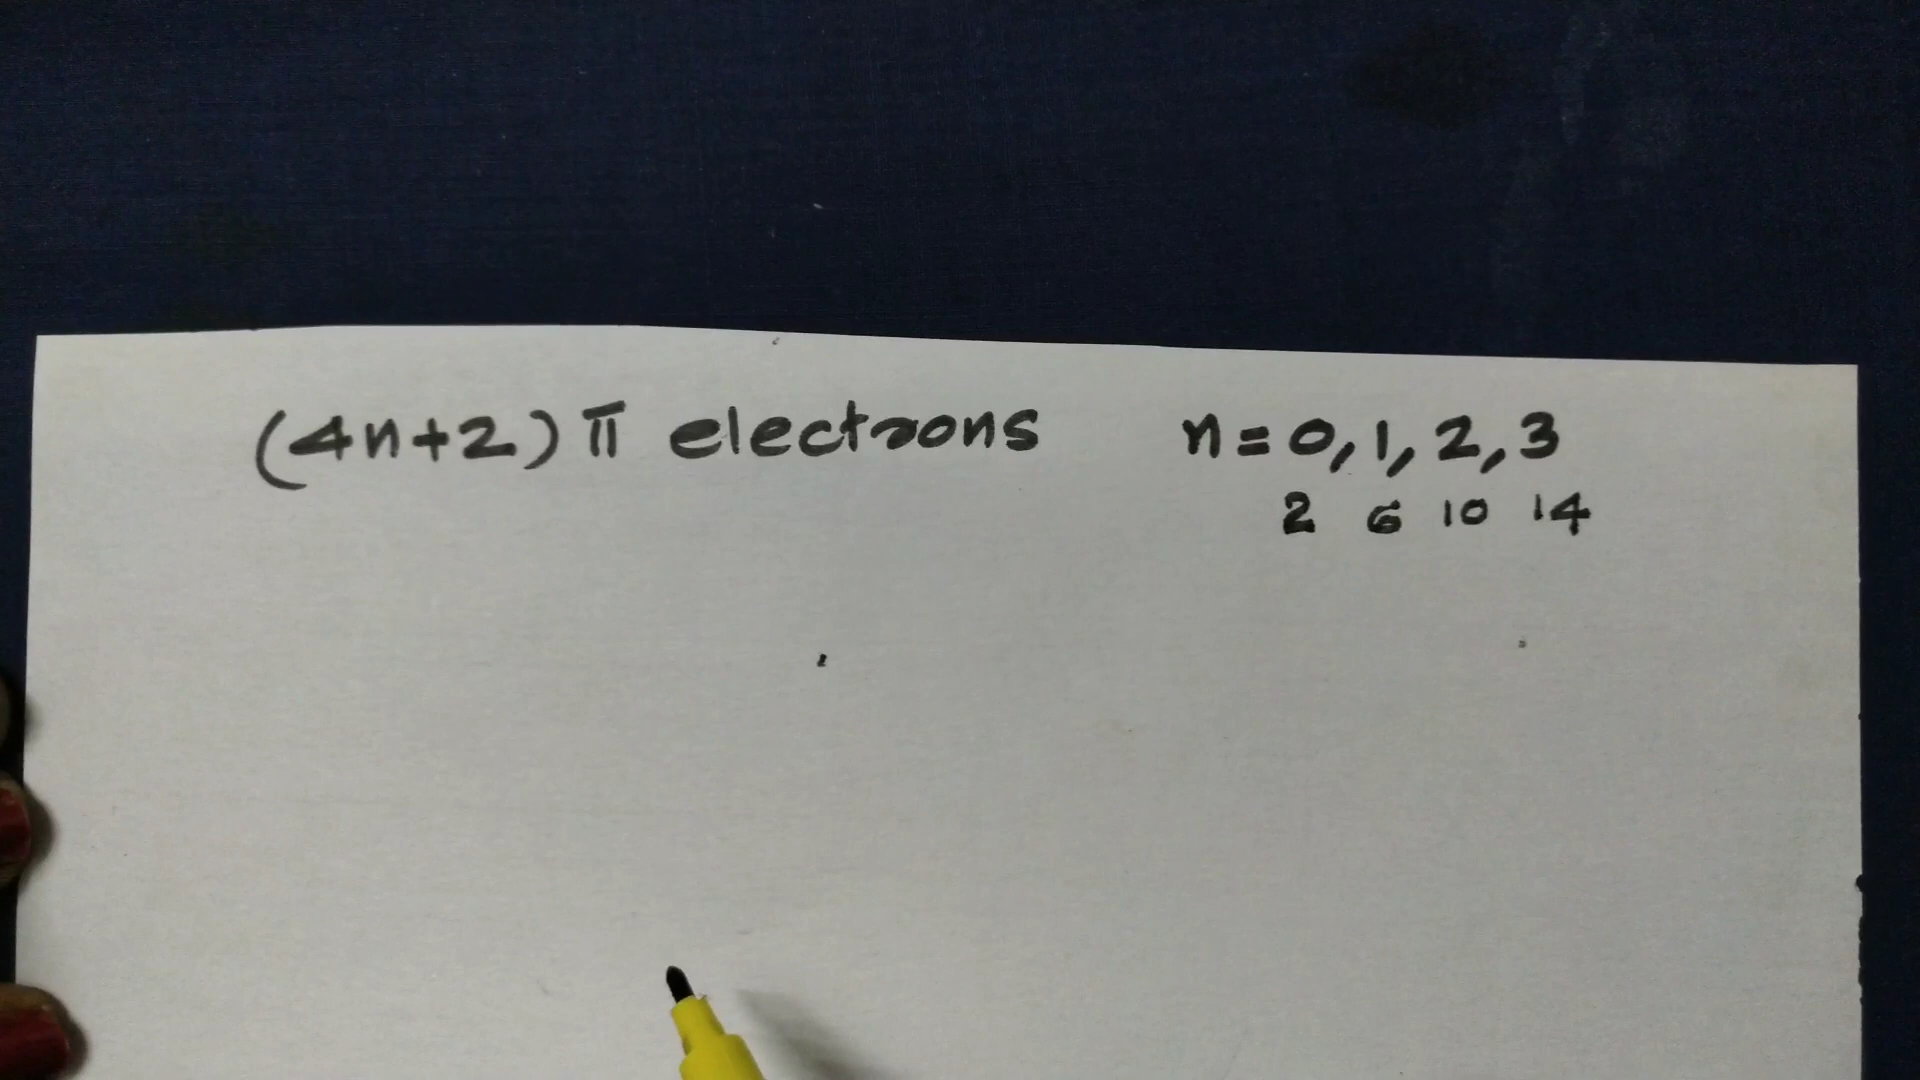 (4n+2) π electrons n = 0, 1, 2, 3
2 6 10 14